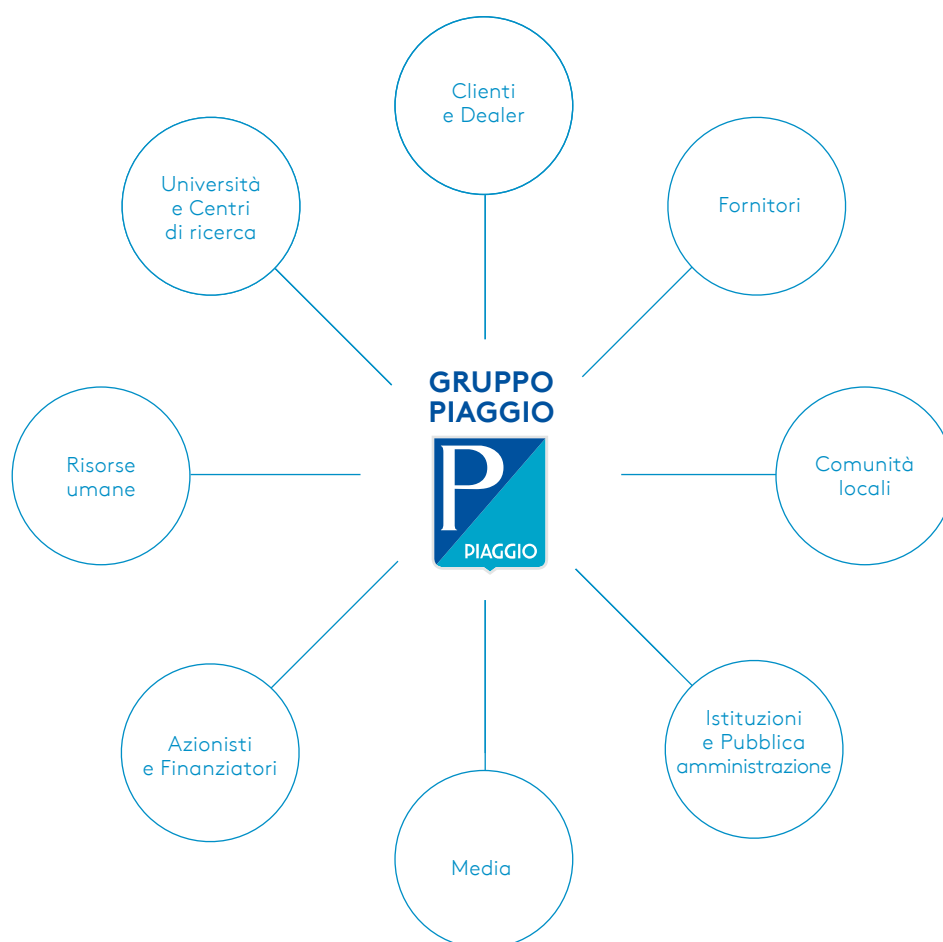 Clienti
e Dealer
Università
e Centri
di ricerca
Fornitori
GRUPPO
PIAGGIO
P
PIAGGIO
Risorse
umane
Comunità
locali
Azionisti
e Finanziatori
Istituzioni
e Pubblica
amministrazione
Media